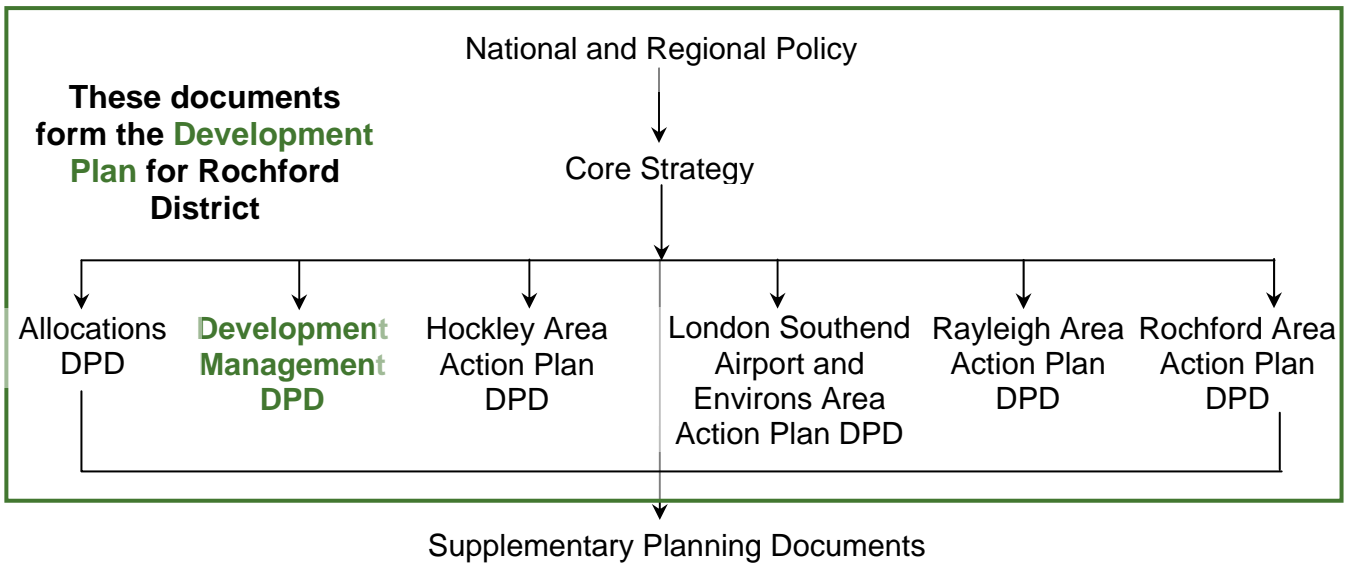 National and Regional Policy
These documents
form the Development
Plan for Rochford
District
Core Strategy
Allocations
DPD
Development
Management
DPD
Hockley Area
Action Plan
DPD
London Southend
Airport and
Environs Area
Action Plan DPD
Rayleigh Area
Action Plan
DPD
Rochford Area
Action Plan
DPD
Supplementary Planning Documents